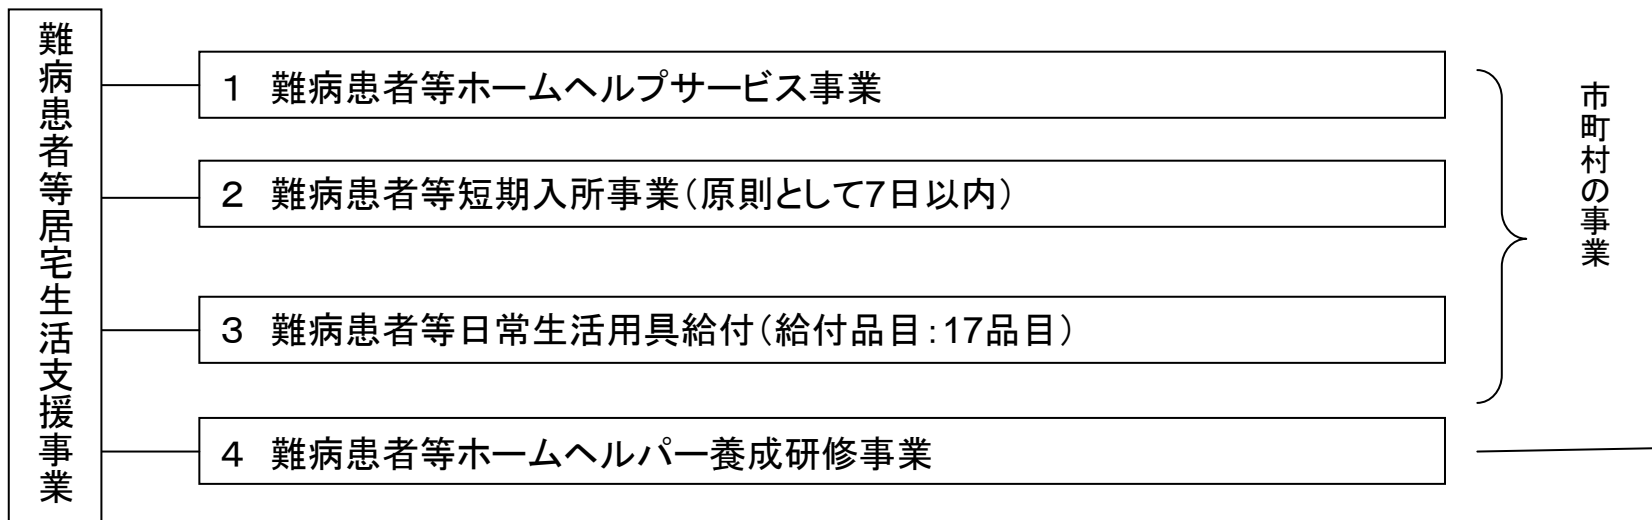 難病患者等居宅生活支援事業
1 難病患者等ホームヘルプサービス事業
2 難病患者等短期入所事業(原則として7日以内)
3 難病患者等日常生活用具給付(給付品目:17品目)
4 難病患者等ホームヘルパー養成研修事業
市町村の事業